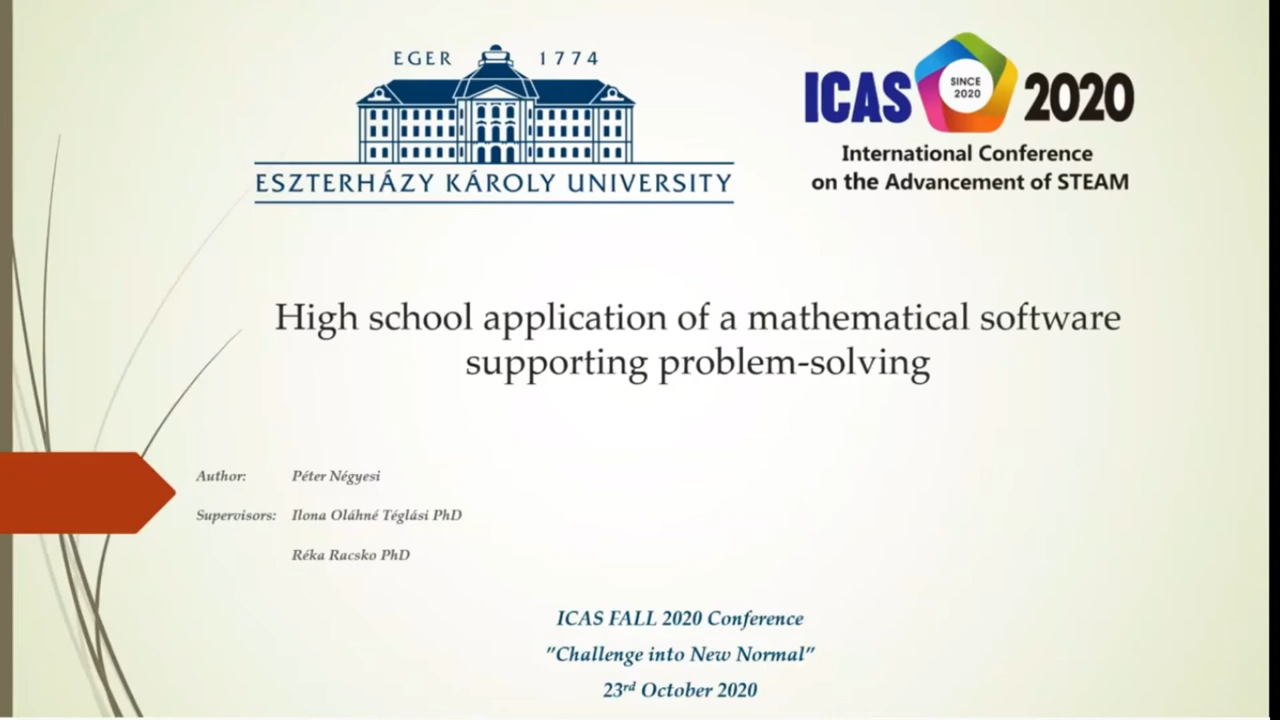 EGER 1774
ESZTERHÁZY KÁROLY UNIVERSITY
ICAS SINCE 2020 2020
International Conference
on the Advancement of STEAM
High school application of a mathematical software
supporting problem-solving
Author: Péter Négyesi
Supervisors: Ilona Oláhné Téglási PhD
Réka Racsko PhD
ICAS FALL 2020 Conference
”Challenge into New Normal”
23rd October 2020